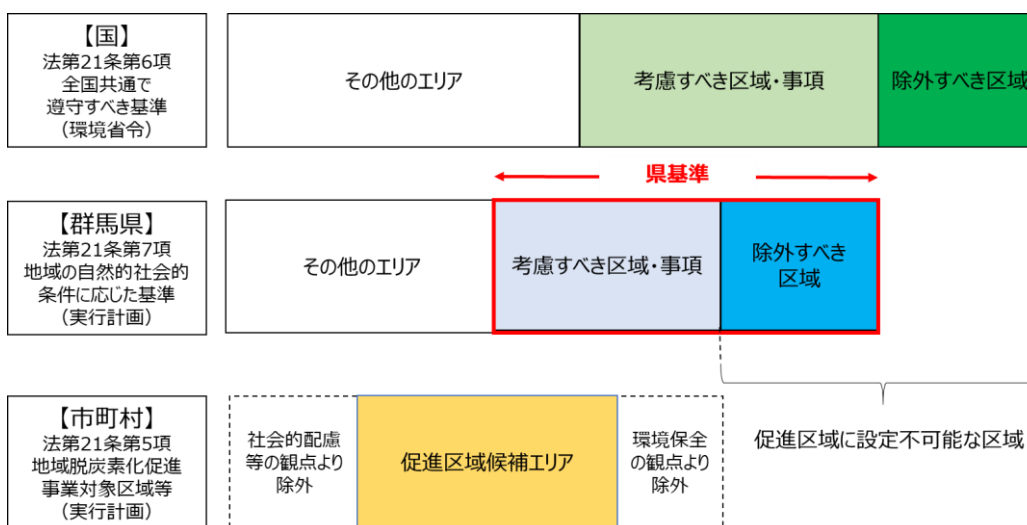 【国】
法第21条第6項
全国共通で
遵守すべき基準
（環境省令）
その他のエリア
考慮すべき区域・事項
除外すべき区域
県基準
【群馬県】
法第21条第7項
地域の自然的社会的
条件に応じた基準
（実行計画）
その他のエリア
考慮すべき区域・事項
除外すべき
区域
【市町村】
法第21条第5項
地域脱炭素化促進
事業対象区域等
（実行計画）
社会的配慮
等の観点より
除外
促進区域候補エリア
環境保全
の観点より
除外
促進区域に設定不可能な区域